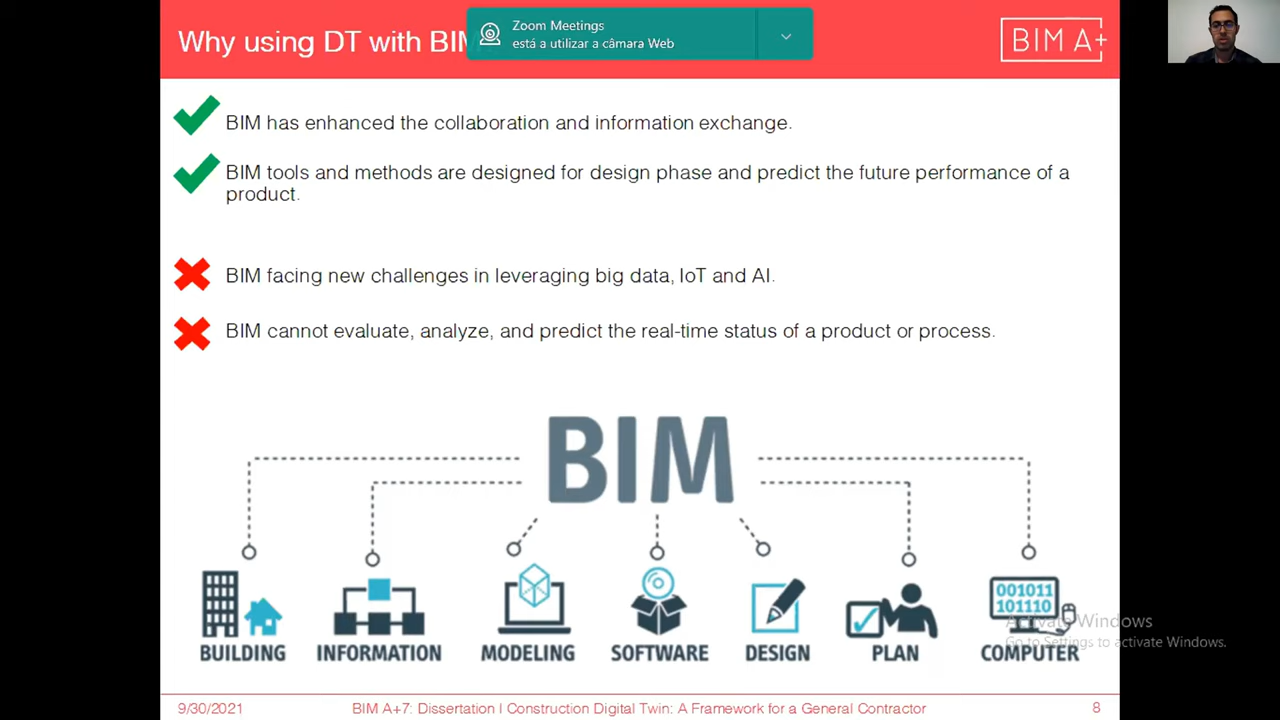 Why using DT with BIM
Zoom Meetings
está a utilizar a câmara Web
BIM A+
BIM has enhanced the collaboration and information exchange.
BIM tools and methods are designed for design phase and predict the future performance of a
product.
BIM facing new challenges in leveraging big data, IoT and AI.
BIM cannot evaluate, analyze, and predict the real-time status of a product or process.
BIM
001011
101110
BUILDING INFORMATION MODELING SOFTWARE DESIGN PLAN COMPUTER
Activate Windows
Go to Settings to activate Windows.
9/30/2021 BIM A+7: Dissertation I Construction Digital Twin: A Framework for a General Contractor 8